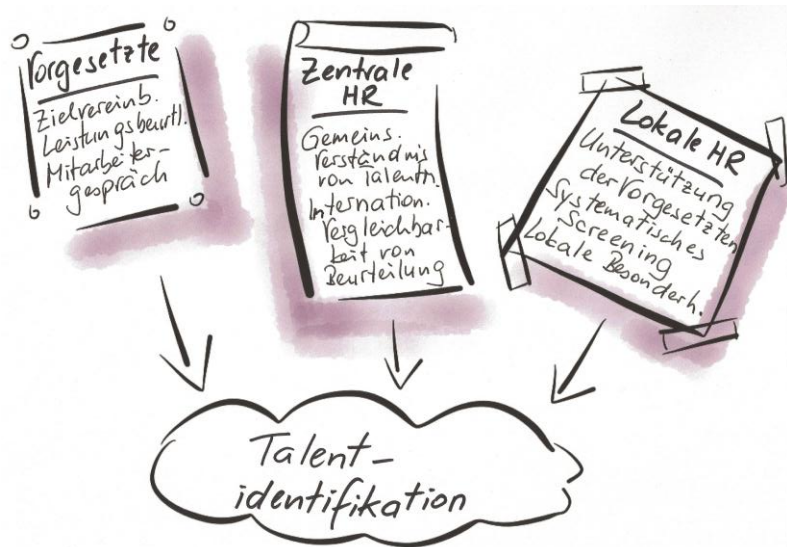 Vorgesetzte
Zielvereinb.
Leistungsbeurtl.
Mitarbeiter-
gespräch
Zentrale
HR
Gemeins.
Verständnis
von Talentm.
Internation.
Vergleichbar-
keit von
Beurteilung
Lokale HR
Unterstützung
der Vorgesetzten
Systematisches
Screening
Lokale Besonderh.
Talent-
identifikation